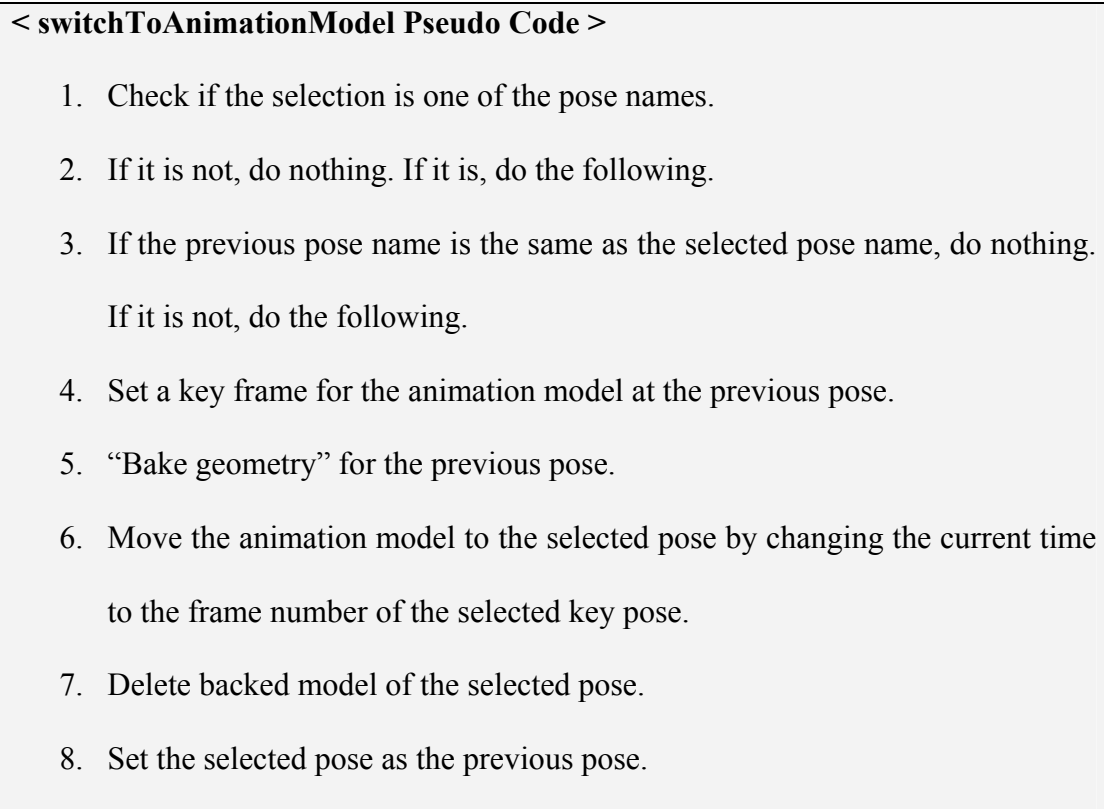 < switchToAnimationModel Pseudo Code >
1. Check if the selection is one of the pose names.
2. If it is not, do nothing. If it is, do the following.
3. If the previous pose name is the same as the selected pose name, do nothing.
If it is not, do the following.
4. Set a key frame for the animation model at the previous pose.
5. “Bake geometry” for the previous pose.
6. Move the animation model to the selected pose by changing the current time
to the frame number of the selected key pose.
7. Delete backed model of the selected pose.
8. Set the selected pose as the previous pose.